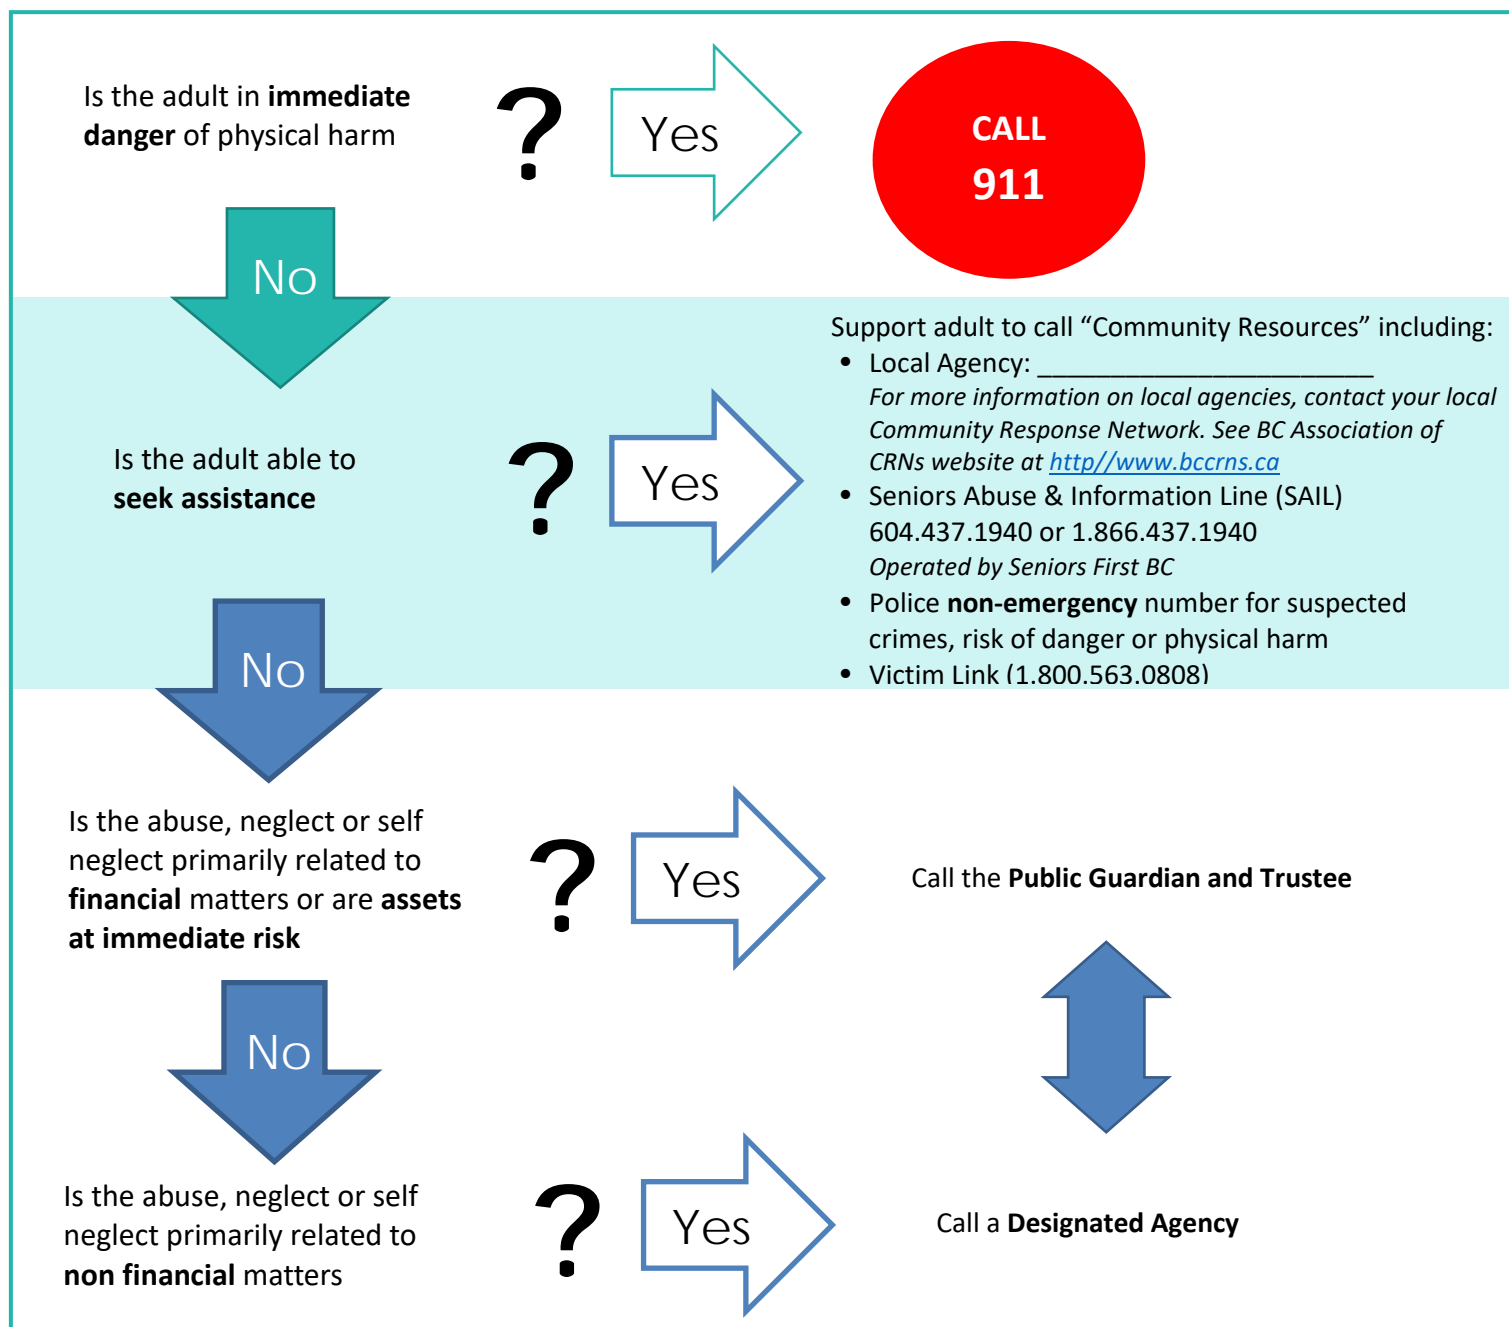 Is the adult in immediate
danger of physical harm
?
Yes
CALL
911
No
Is the adult able to
seek assistance
?
Yes
Support adult to call “Community Resources” including:
• Local Agency: _______________________
For more information on local agencies, contact your local
Community Response Network. See BC Association of
CRNs website at http//www.bccrns.ca
• Seniors Abuse & Information Line (SAIL)
604.437.1940 or 1.866.437.1940
Operated by Seniors First BC
• Police non-emergency number for suspected
crimes, risk of danger or physical harm
• Victim Link (1.800.563.0808)
No
Is the abuse, neglect or self
neglect primarily related to
financial matters or are assets
at immediate risk
?
Yes
Call the Public Guardian and Trustee
No
Is the abuse, neglect or self
neglect primarily related to
non financial matters
?
Yes
Call a Designated Agency